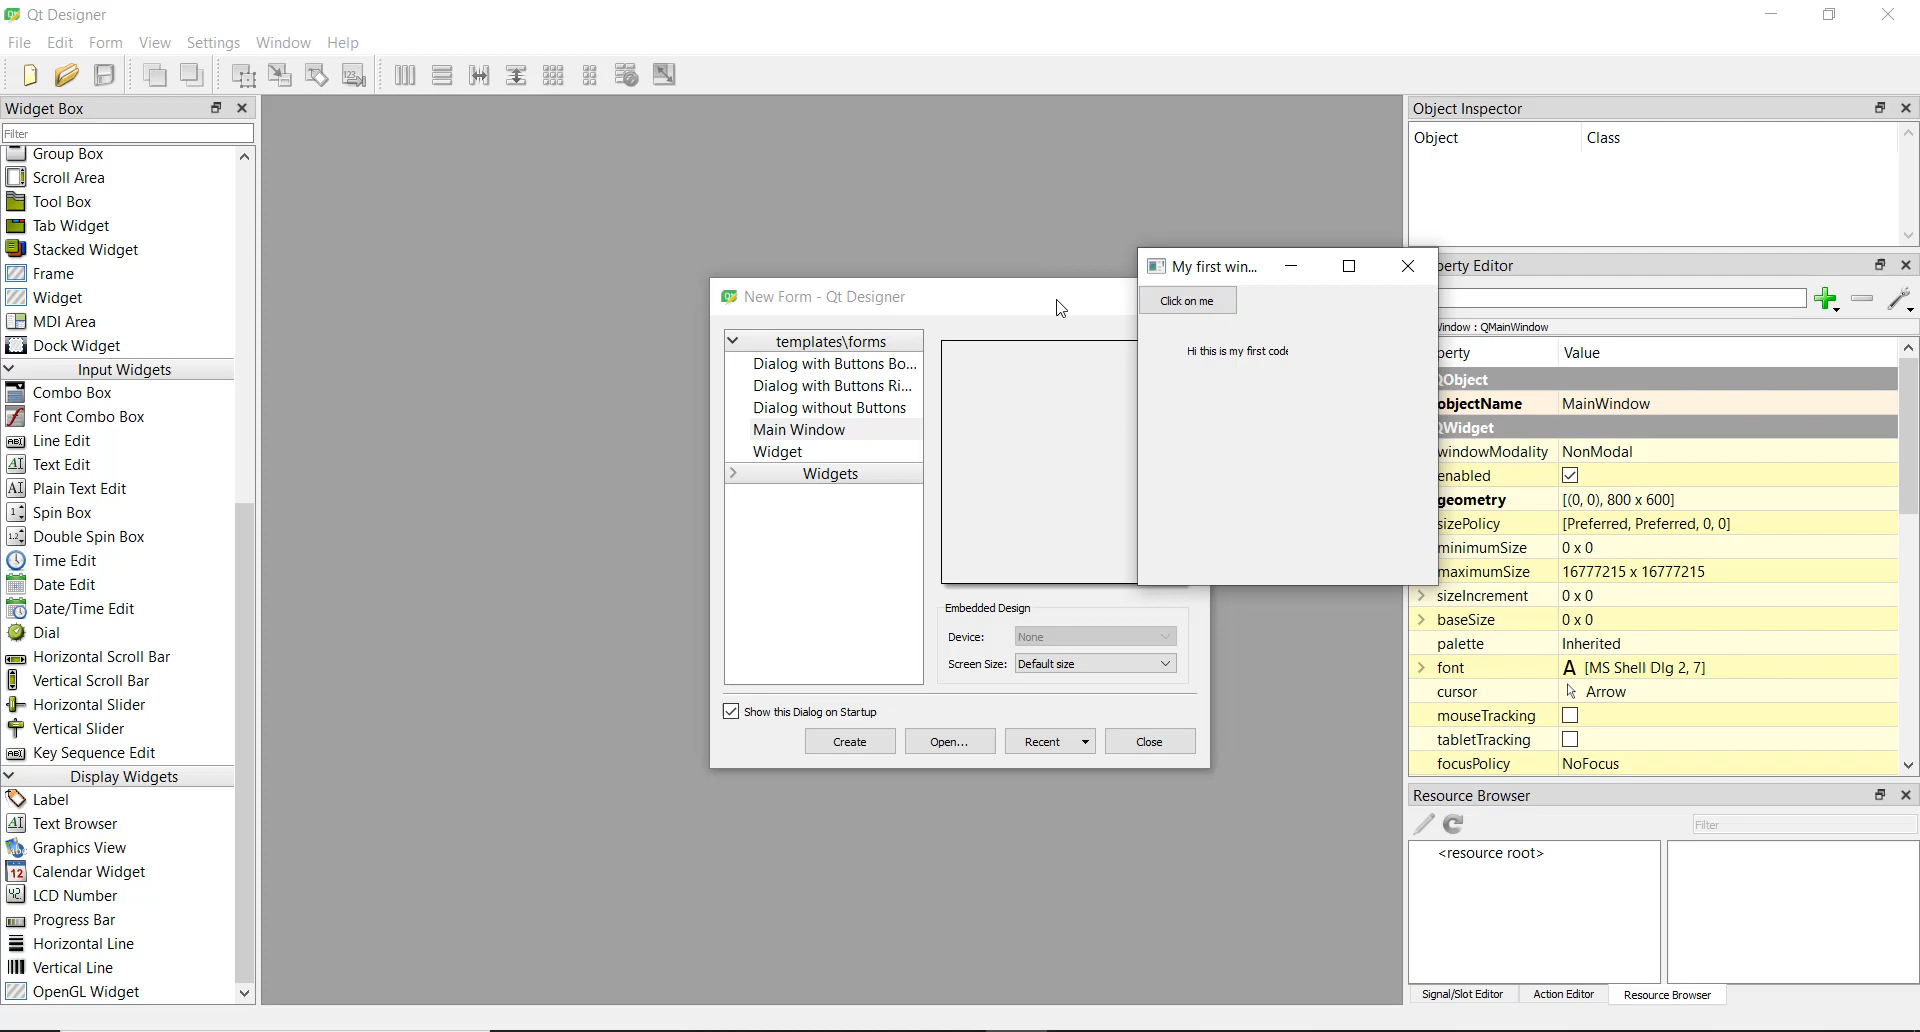 Qt Designer
File Edit Form View Settings Window Help
Widget Box
Filter
Group Box
Scroll Area
Tool Box
Tab Widget
Stacked Widget
Frame
Widget
MDI Area
Dock Widget
Input Widgets
Combo Box
Font Combo Box
Line Edit
Text Edit
Plain Text Edit
Spin Box
Double Spin Box
Time Edit
Date Edit
Date/Time Edit
Dial
Horizontal Scroll Bar
Vertical Scroll Bar
Horizontal Slider
Vertical Slider
Key Sequence Edit
Display Widgets
Label
Text Browser
Graphics View
Calendar Widget
LCD Number
Progress Bar
Horizontal Line
Vertical Line
OpenGL Widget
New Form - Qt Designer
templates\forms
Dialog with Buttons Bo...
Dialog with Buttons Ri...
Dialog without Buttons
Main Window
Widget
Widgets
Embedded Design
Device: None
Screen Size: Default size
Show this Dialog on Startup
Create Open... Recent Close
My first win...
Click on me
Hi this is my first code
Object Inspector
Object Class
erty Editor
indow : QMainWindow
perty Value
QObject
objectName MainWindow
QWidget
windowModality NonModal
enabled
geometry [(0, 0), 800 x 600]
sizePolicy [Preferred, Preferred, 0, 0]
minimumSize 0 x 0
maximumSize 16777215 x 16777215
sizeIncrement 0 x 0
baseSize 0 x 0
palette Inherited
font A [MS Shell Dlg 2, 7]
cursor Arrow
mouseTracking
tabletTracking
focusPolicy NoFocus
Resource Browser
Filter
<resource root>
Signal/Slot Editor Action Editor Resource Browser